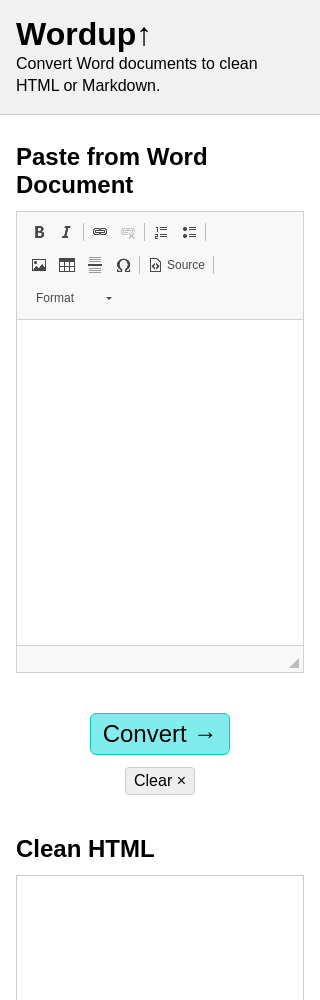 Wordup↑
Convert Word documents to clean
HTML or Markdown.
Paste from Word
Document
Source
Format
Convert →
Clear ×
Clean HTML